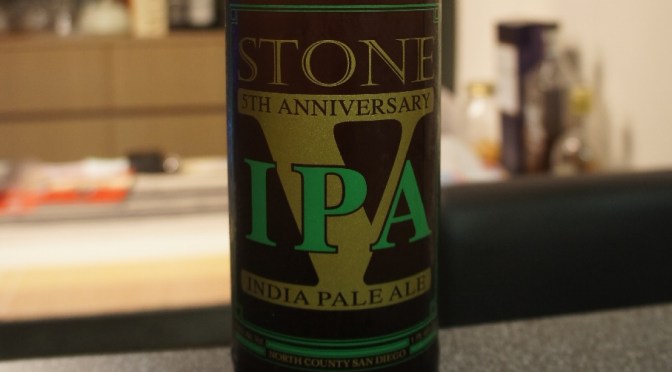 STONE
5TH ANNIVERSARY
V
IPA
INDIA PALE ALE
NORTH COUNTY SAN DIEGO